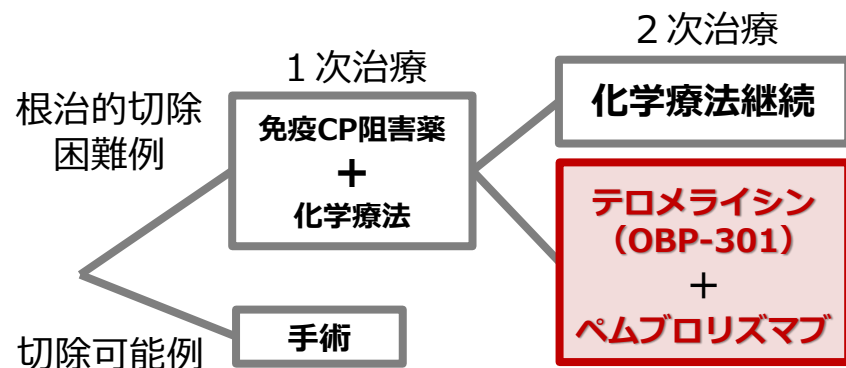 ２次治療
１次治療
根治的切除
困難例
免疫CP阻害薬
＋
化学療法
化学療法継続
テロメライシン
（OBP-301）
＋
ペムブロリズマブ
手術
切除可能例